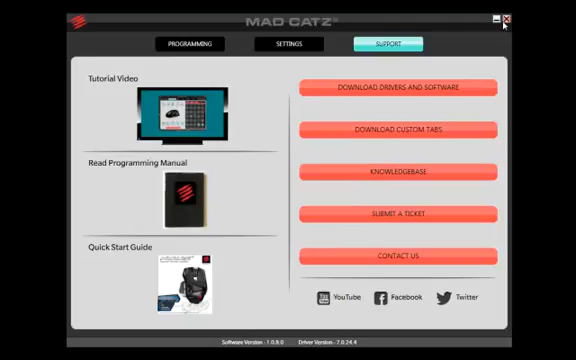 MAD CATZ
PROGRAMMING
SETTINGS
SUPPORT
Tutorial Video
Read Programming Manual
Quick Start Guide
DOWNLOAD DRIVERS AND SOFTWARE
DOWNLOAD CUSTOM TABS
KNOWLEDGEBASE
SUBMIT A TICKET
CONTACT US
YouTube
Facebook
Twitter
Software Version - 1.0.8.0 Driver Version - 7.0.24.4